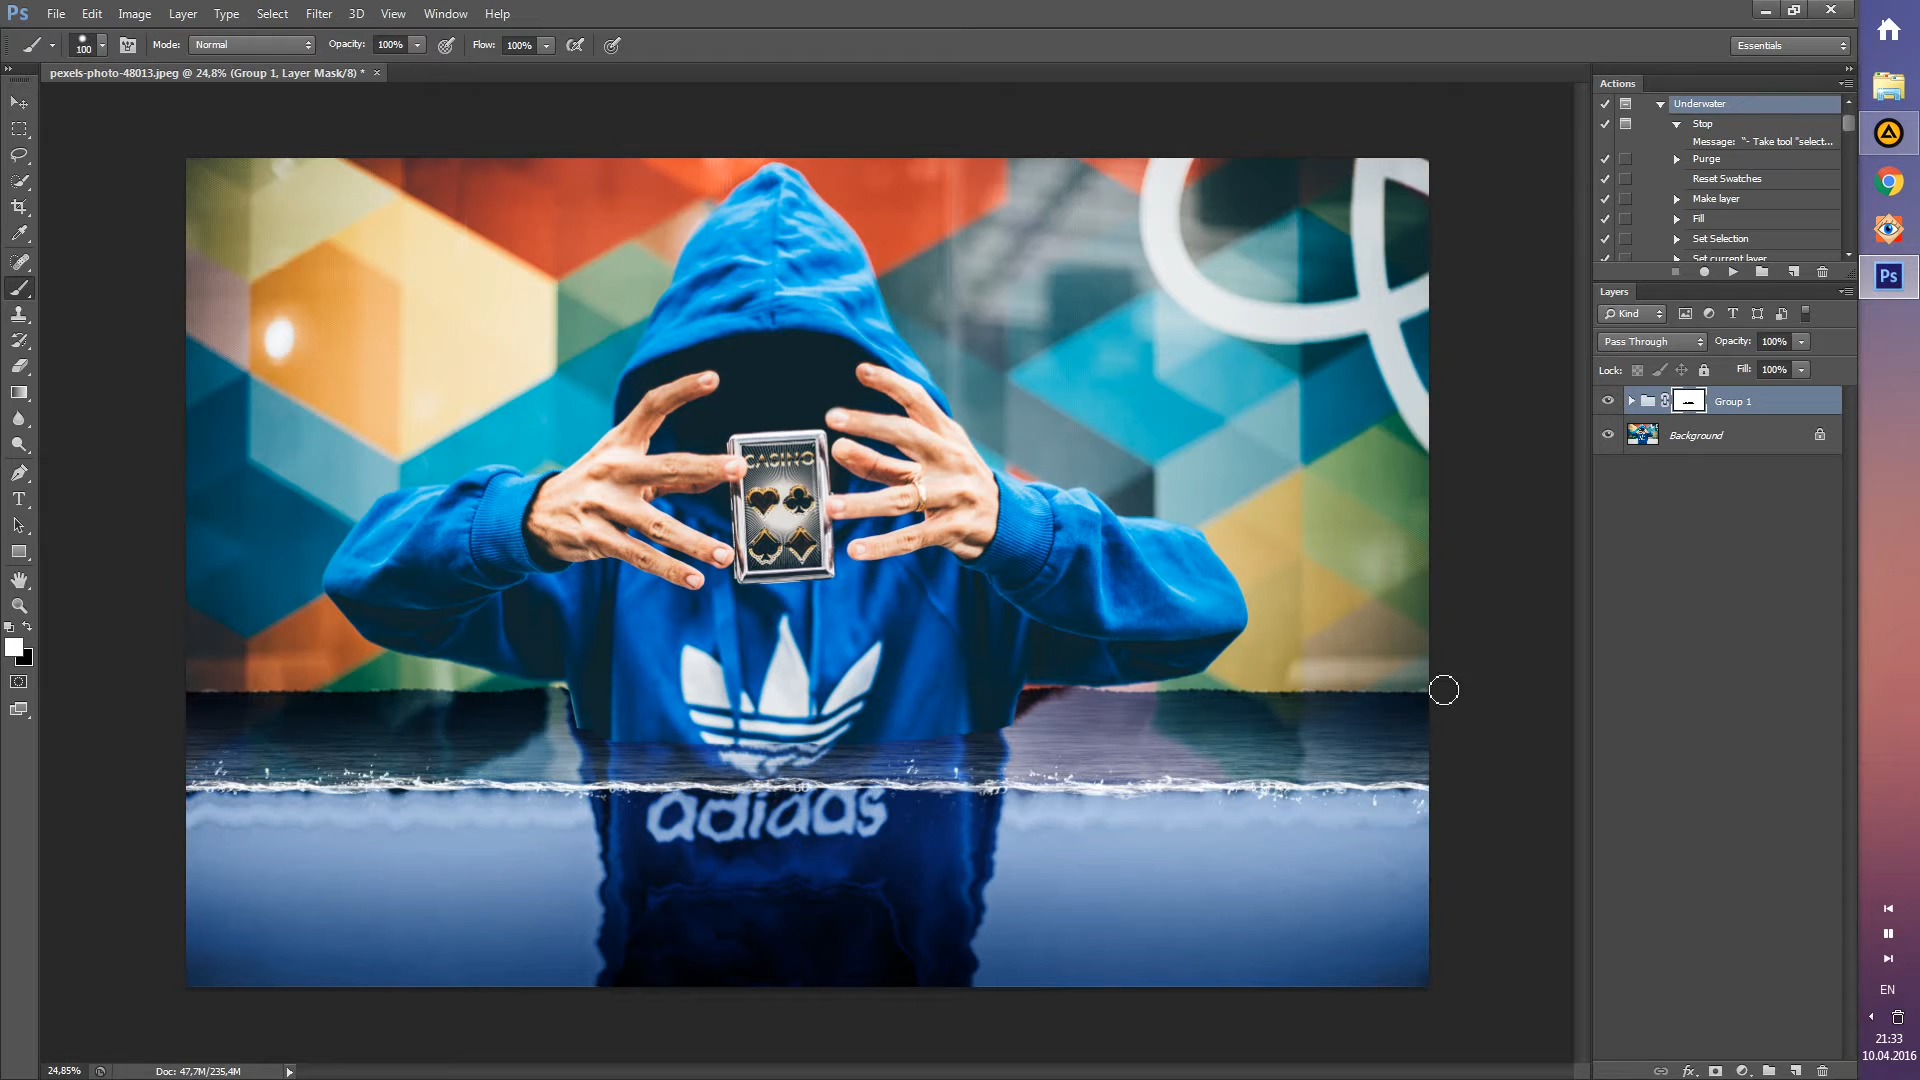 Ps File Edit Image Layer Type Select Filter 3D View Window Help
100 Mode: Normal Opacity: 100% Flow: 100% Essentials
pexels-photo-48013.jpeg @ 24,8% (Group 1, Layer Mask/8) * ×
Actions
Underwater
Stop
Message: "- Take tool "select...
Purge
Reset Swatches
Make layer
Fill
Set Selection
Set current layer
Layers
Kind
Pass Through Opacity: 100%
Lock: Fill: 100%
Group 1
Background
CASINO
adidas
24,85% Doc: 47,7M/235,4M
Ps
EN
21:33
10.04.2016